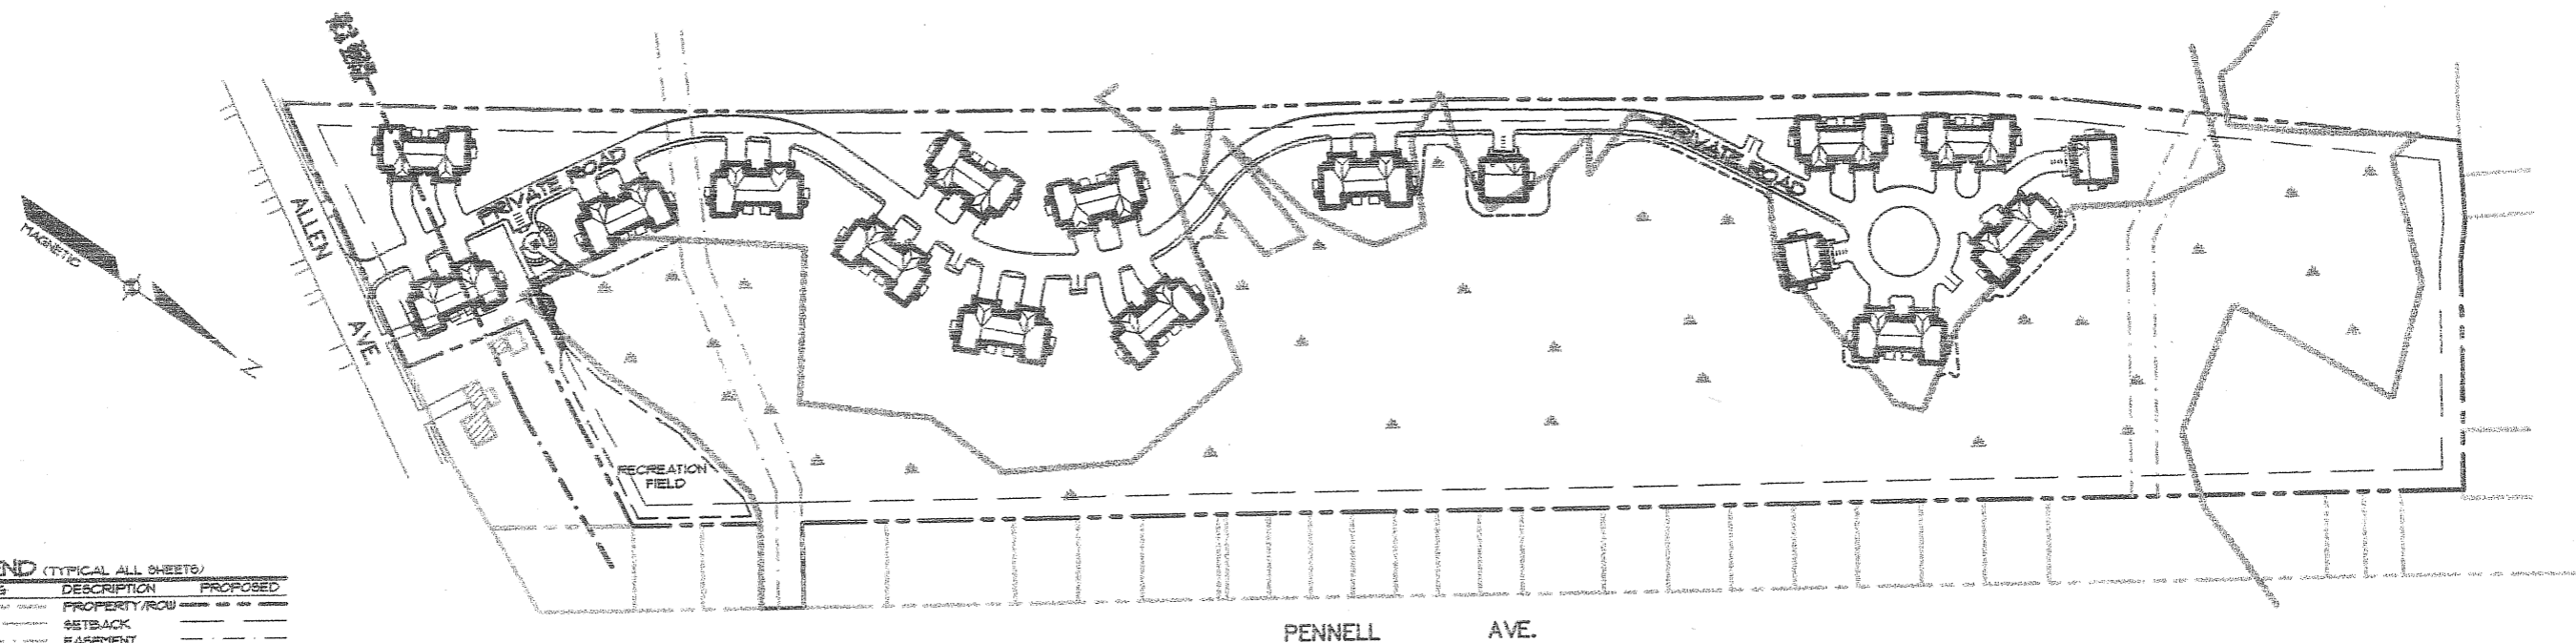 PRIVATE ROAD
PRIVATE ROAD
ALLEN
AVE
MAGNETIC
N
RECREATION
FIELD
END (TYPICAL ALL SHEETS)
DESCRIPTION PROPOSED
PROPERTY/ROW
SETBACK
EASEMENT
PENNELL AVE.